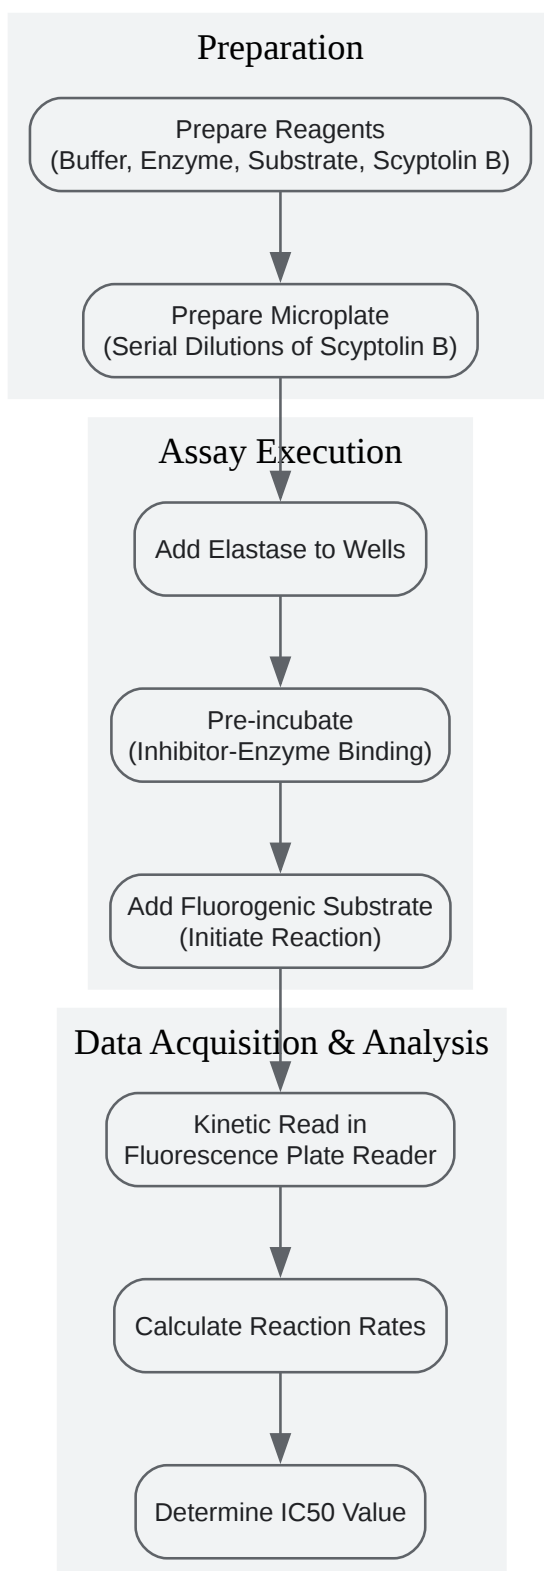 Preparation
Prepare Reagents
(Buffer, Enzyme, Substrate, Scyptolin B)
Prepare Microplate
(Serial Dilutions of Scyptolin B)
Assay Execution
Add Elastase to Wells
Pre-incubate
(Inhibitor-Enzyme Binding)
Add Fluorogenic Substrate
(Initiate Reaction)
Data Acquisition & Analysis
Kinetic Read in
Fluorescence Plate Reader
Calculate Reaction Rates
Determine IC50 Value